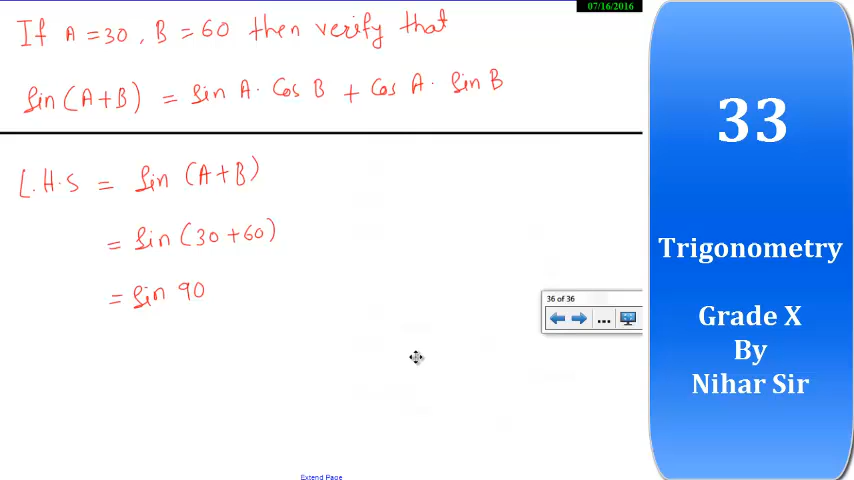 07/16/2016
If A = 30, B = 60 then verify that
Sin (A+B) = Sin A . Cos B + Cos A . Sin B
L.H.S = Sin (A+B)
= Sin (30+60)
= Sin 90
36 of 36
...
Extend Page
33
Trigonometry
Grade X
By
Nihar Sir